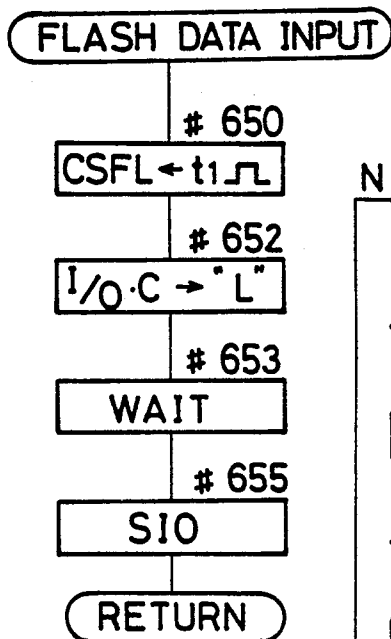 FLASH DATA INPUT
# 650
CSFL ← t1
N
# 652
I/O·C → "L"
# 653
WAIT
# 655
SIO
RETURN